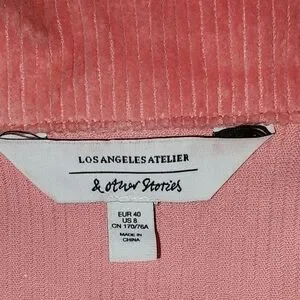 LOS ANGELES ATELIER
& other Stories
EUR 40
US 8
CN 170/76A
MADE IN
CHINA